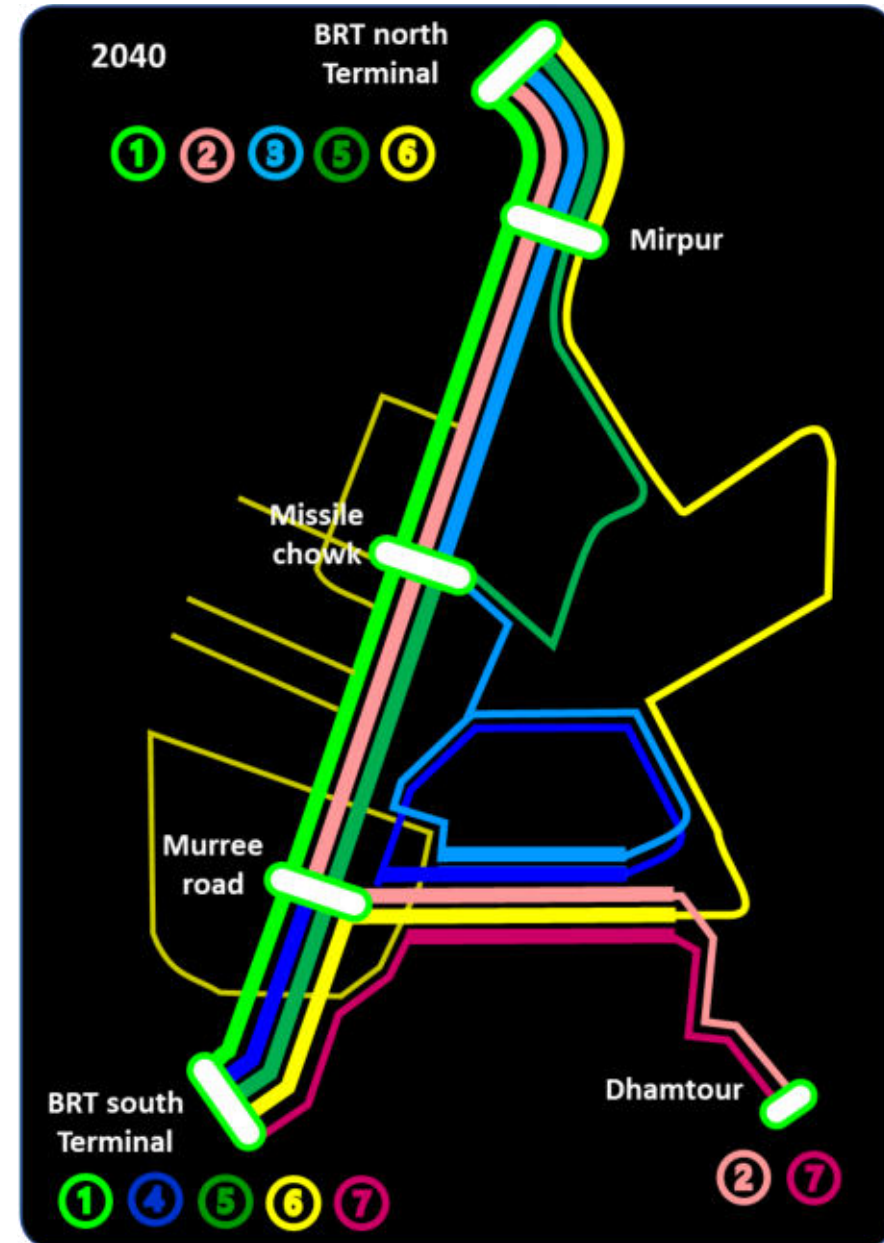 2040
BRT north
Terminal
1 2 3 5 6
Mirpur
Missile
chowk
Murree
road
Dhamtour
BRT south
Terminal
2 7
1 4 5 6 7